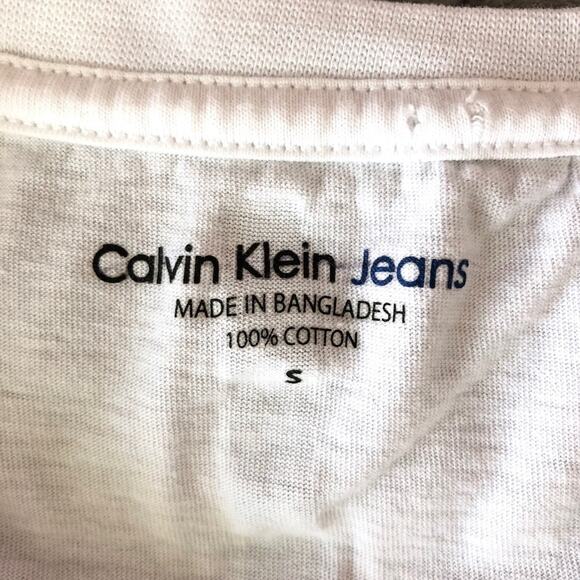 Calvin Klein Jeans
MADE IN BANGLADESH
100% COTTON
S